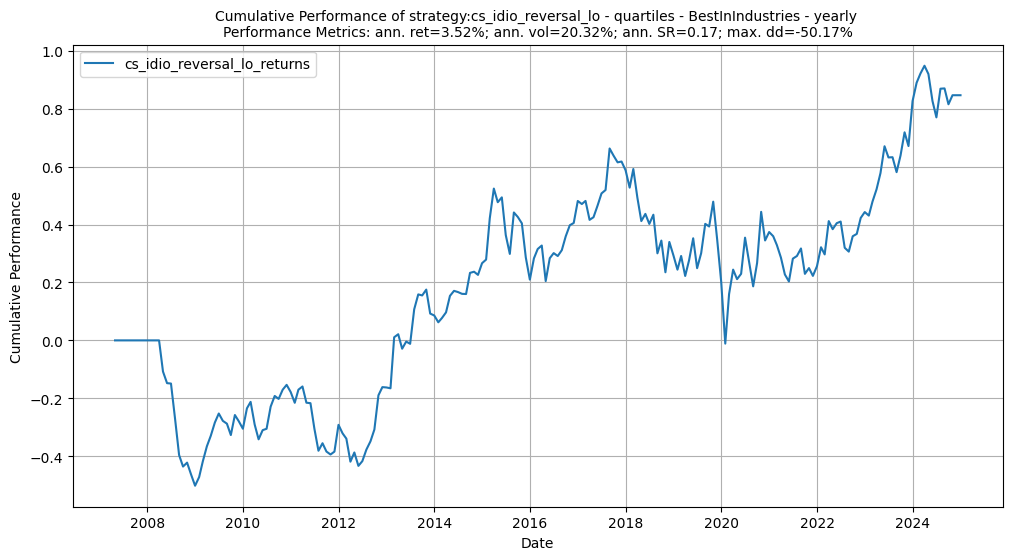 Cumulative Performance of strategy:cs_idio_reversal_lo - quartiles - BestInIndustries - yearly
Performance Metrics: ann. ret=3.52%; ann. vol=20.32%; ann. SR=0.17; max. dd=-50.17%
cs_idio_reversal_lo_returns
1.0
0.8
0.6
0.4
0.2
0.0
−0.2
−0.4
Cumulative Performance
2008 2010 2012 2014 2016 2018 2020 2022 2024
Date